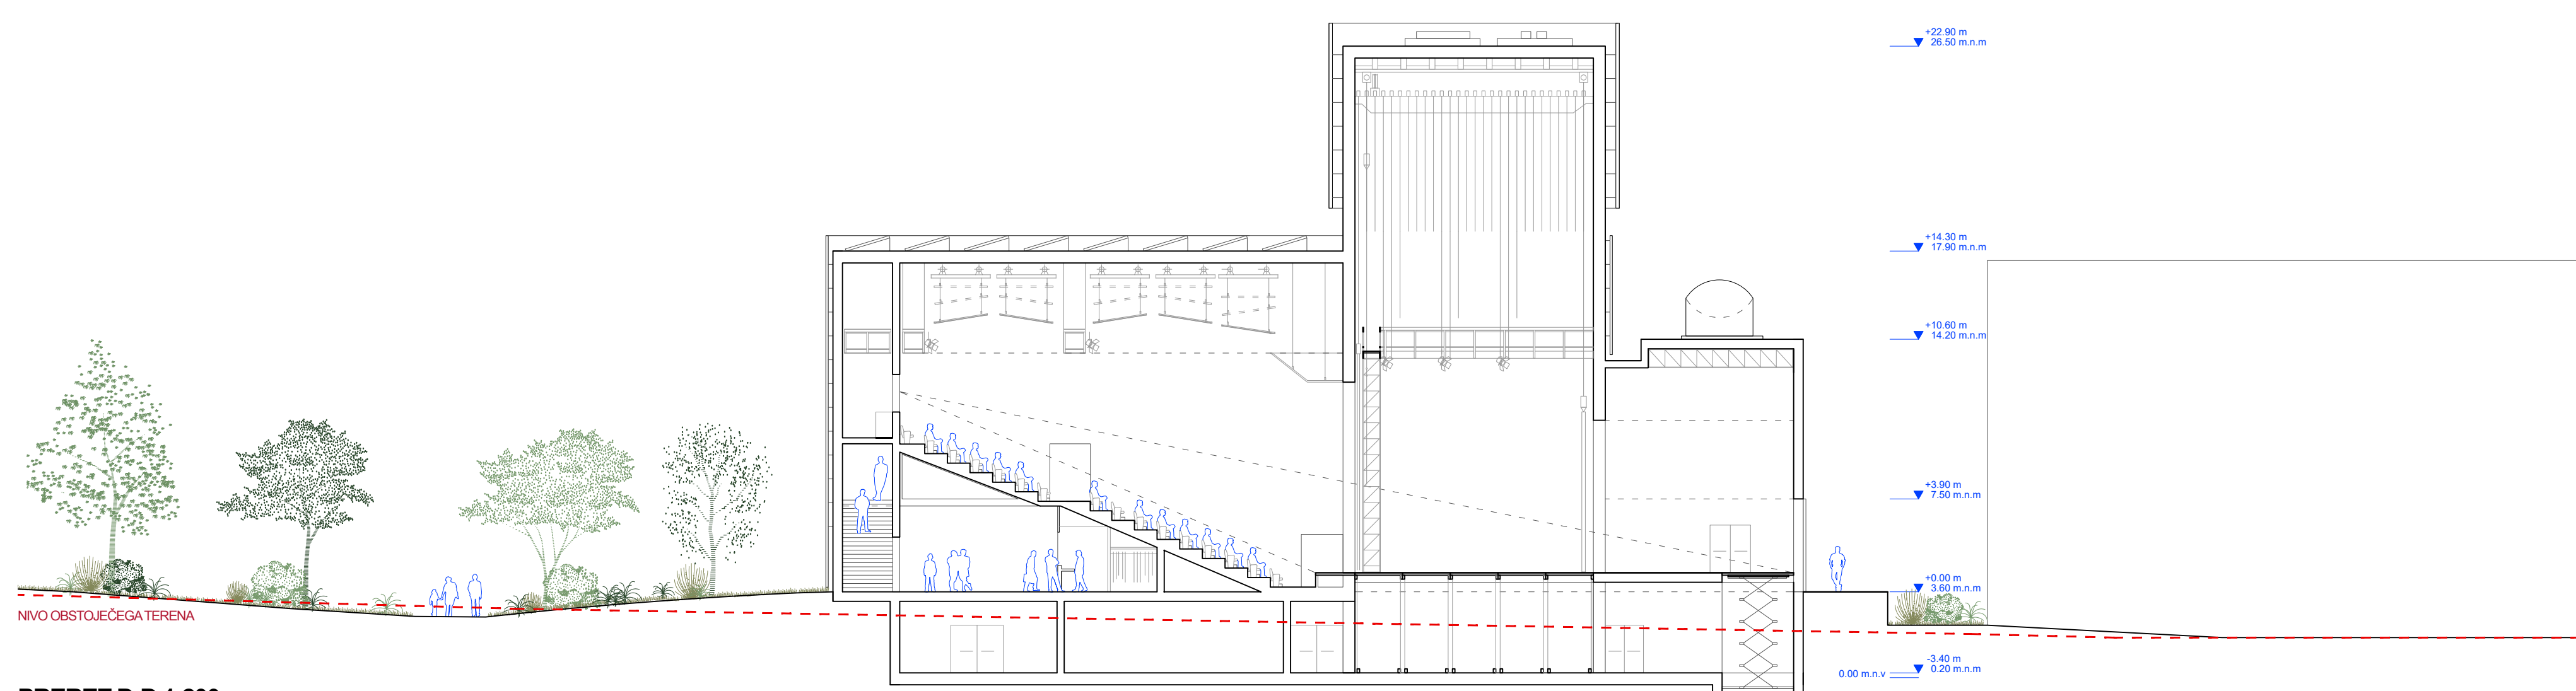 +22.90 m
26.50 m.n.m
+14.30 m
17.90 m.n.m
+10.60 m
14.20 m.n.m
+3.90 m
7.50 m.n.m
+0.00 m
3.60 m.n.m
NIVO OBSTOJEČEGA TERENA
-3.40 m
0.20 m.n.m
0.00 m.n.v